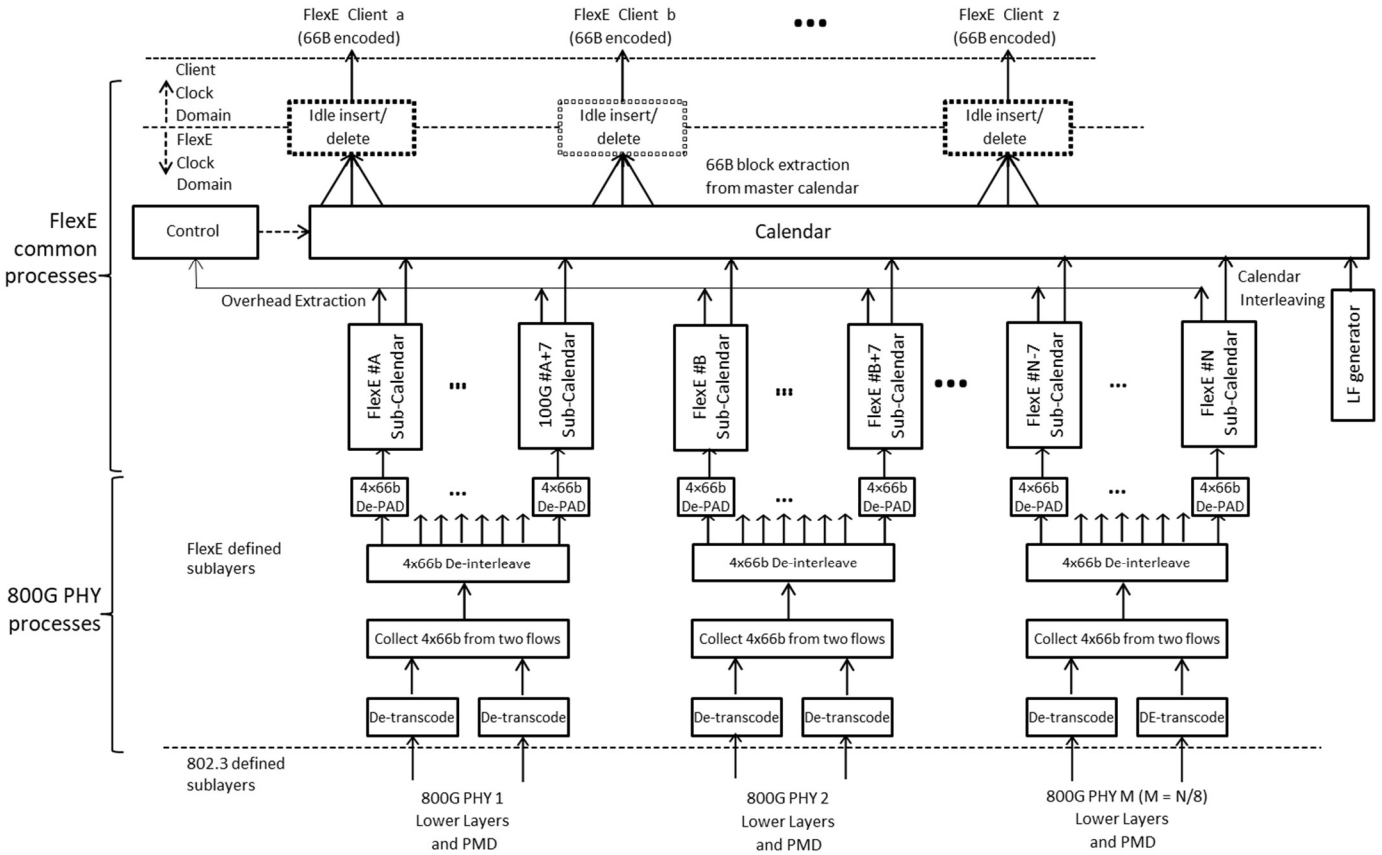 FlexE Client a
(66B encoded)
FlexE Client b
(66B encoded)
•••
FlexE Client z
(66B encoded)
Client
Clock
Domain
FlexE
Clock
Domain
Idle insert/
delete
Idle insert/
delete
Idle insert/
delete
66B block extraction
from master calendar
FlexE
common
processes
Control
Calendar
Overhead Extraction
Calendar
Interleaving
FlexE #A
Sub-Calendar
...
100G #A+7
Sub-Calendar
FlexE #B
Sub-Calendar
...
FlexE #B+7
Sub-Calendar
•••
FlexE #N-7
Sub-Calendar
...
FlexE #N
Sub-Calendar
LF generator
4×66b
De-PAD
...
4×66b
De-PAD
4×66b
De-PAD
...
4×66b
De-PAD
4×66b
De-PAD
...
4×66b
De-PAD
FlexE defined
sublayers
4x66b De-interleave
4x66b De-interleave
4x66b De-interleave
800G PHY
processes
Collect 4x66b from two flows
Collect 4x66b from two flows
Collect 4x66b from two flows
De-transcode
De-transcode
De-transcode
De-transcode
De-transcode
DE-transcode
802.3 defined
sublayers
800G PHY 1
Lower Layers
and PMD
800G PHY 2
Lower Layers
and PMD
800G PHY M (M = N/8)
Lower Layers
and PMD